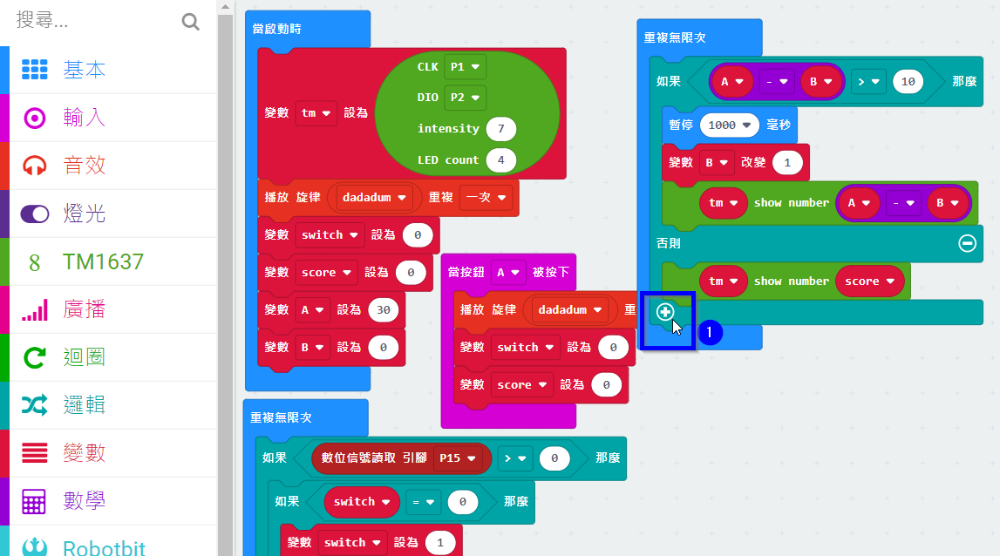 搜尋...
基本
輸入
音效
燈光
8 TM1637
廣播
迴圈
邏輯
變數
數學
Robotbit
當啟動時
變數 tm 設為
CLK P1
DIO P2
intensity 7
LED count 4
播放 旋律 dadadum 重複 一次
變數 switch 設為 0
變數 score 設為 0
變數 A 設為 30
變數 B 設為 0
當按鈕 A 被按下
播放 旋律 dadadum 重
變數 switch 設為 0
變數 score 設為 0
重複無限次
如果 A - B > 10 那麼
暫停 1000 毫秒
變數 B 改變 1
tm show number A - B
否則
tm show number score
1
重複無限次
如果 數位信號讀取 引腳 P15 > 0 那麼
如果 switch = 0 那麼
變數 switch 設為 1